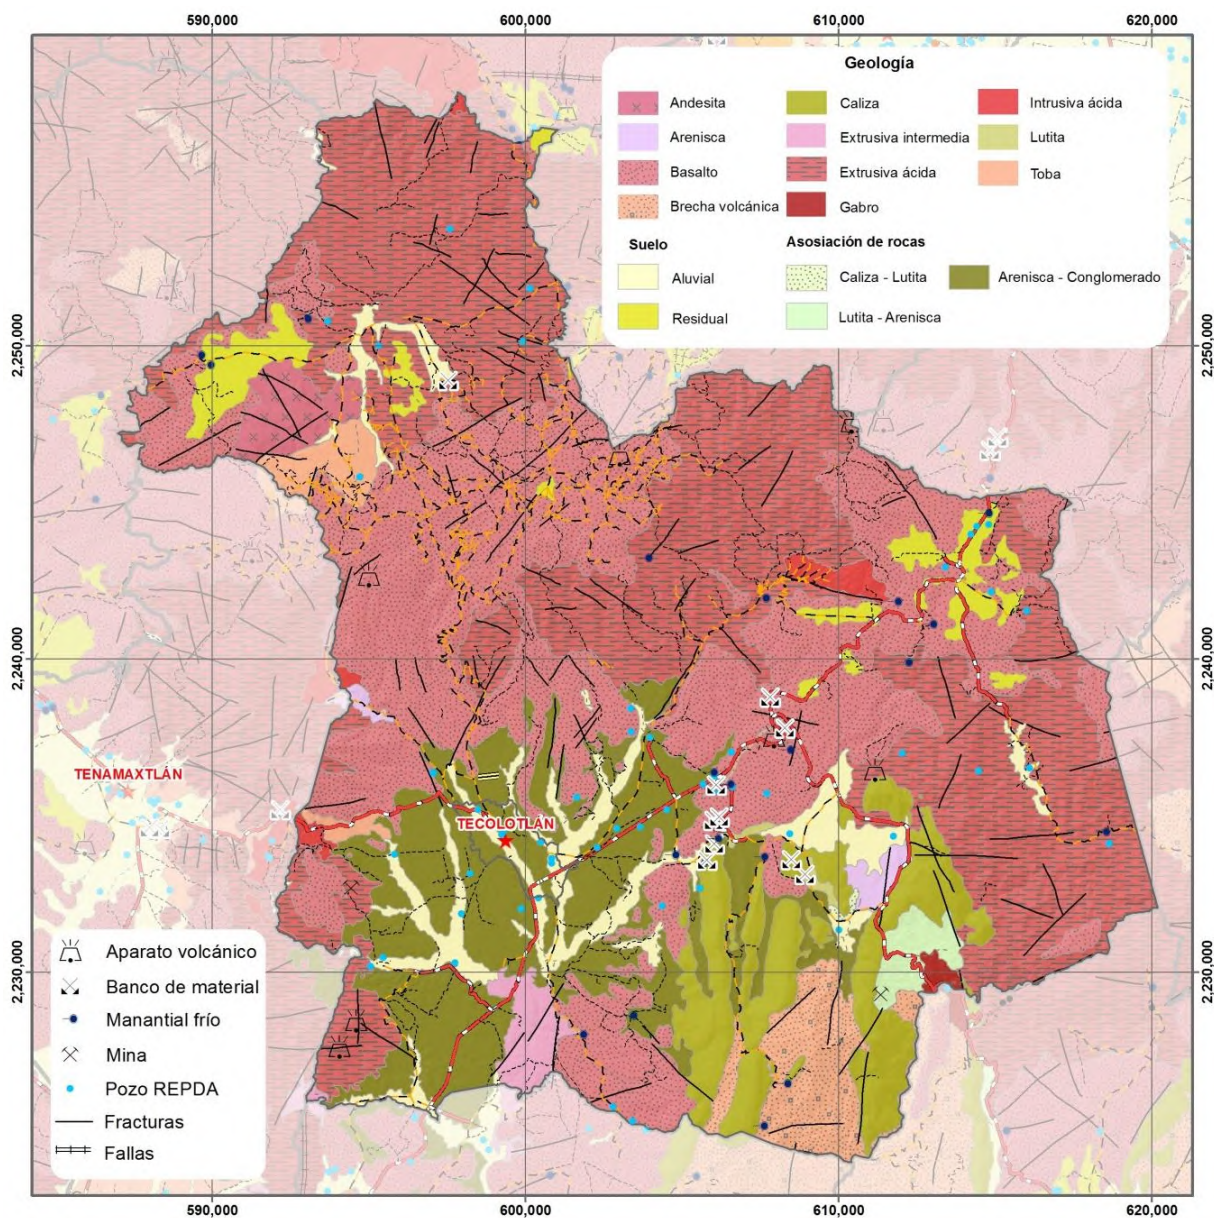 590,000
600,000
610,000
620,000
Geología
Andesita
Caliza
Intrusiva ácida
Arenisca
Extrusiva intermedia
Lutita
Basalto
Extrusiva ácida
Toba
Brecha volcánica
Gabro
Suelo
Asosiación de rocas
Aluvial
Caliza - Lutita
Arenisca - Conglomerado
Residual
Lutita - Arenisca
2,250,000
2,250,000
2,240,000
2,240,000
TENAMAXTLÁN
TECOLOTLÁN
2,230,000
2,230,000
Aparato volcánico
Banco de material
Manantial frío
Mina
Pozo REPDA
Fracturas
Fallas
590,000
600,000
610,000
620,000